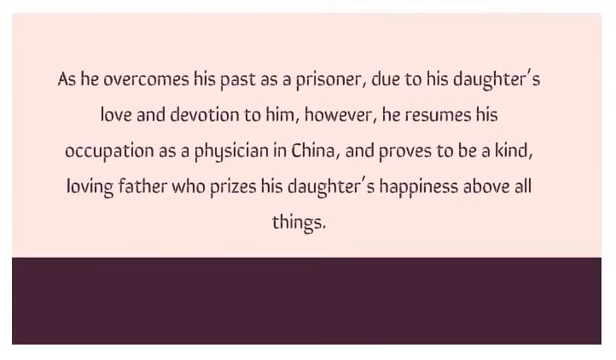 As he overcomes his past as a prisoner, due to his daughter's
love and devotion to him, however, he resumes his
occupation as a physician in China, and proves to be a kind,
loving father who prizes his daughter's happiness above all
things.